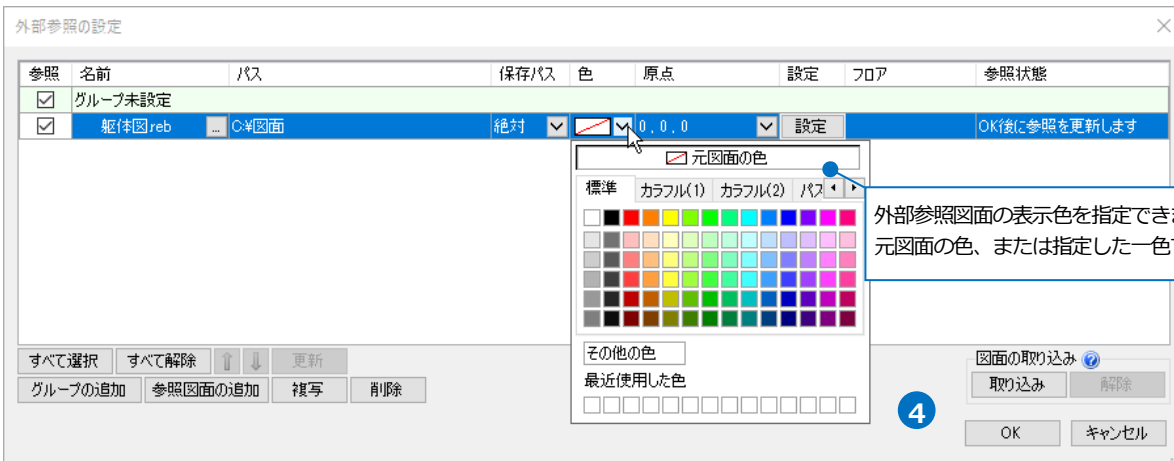 外部参照の設定
参照 名前 パス 保存パス 色 原点 設定 フロア 参照状態
グループ未設定
躯体図.reb ... C:¥図面 絶対 0, 0, 0 設定 OK後に参照を更新します
元図面の色
標準 カラフル(1) カラフル(2) パス
外部参照図面の表示色を指定でき
元図面の色、または指定した一色
その他の色
最近使用した色
すべて選択 すべて解除 更新
グループの追加 参照図面の追加 複写 削除
図面の取り込み
取り込み 解除
4
OK キャンセル